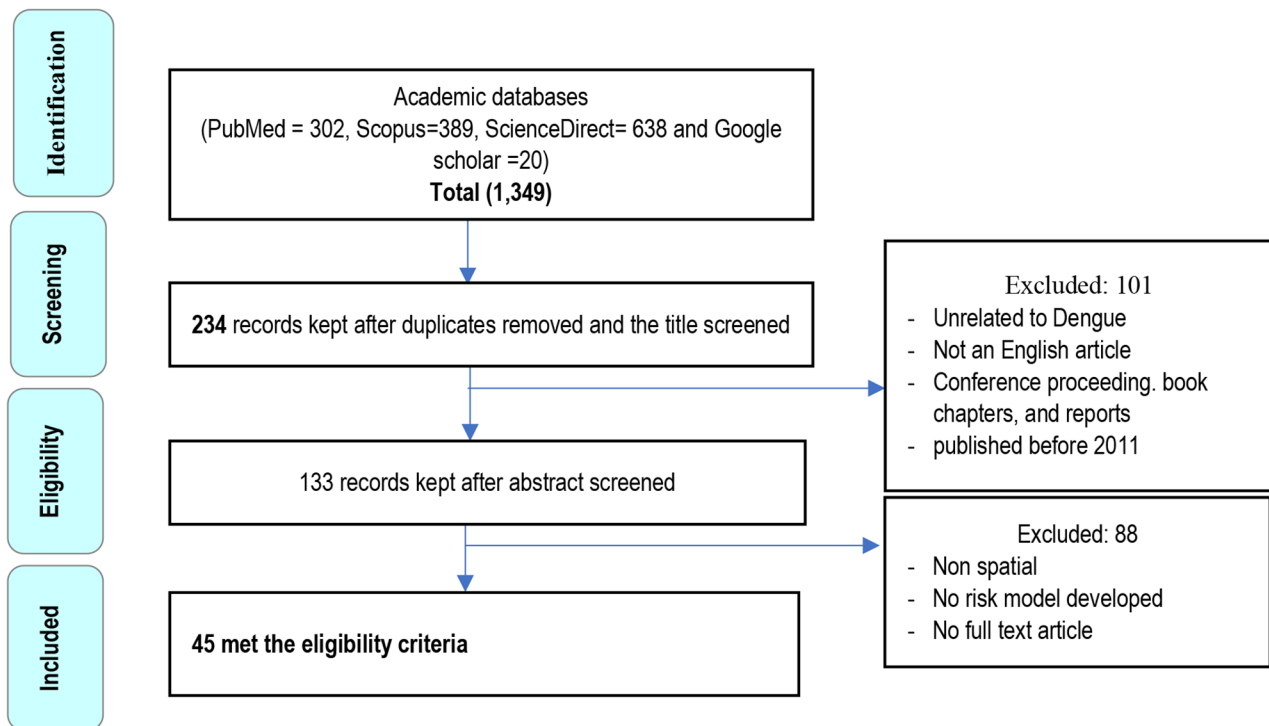 Identification
Academic databases
(PubMed = 302, Scopus=389, ScienceDirect= 638 and Google
scholar =20)
Total (1,349)
Screening
234 records kept after duplicates removed and the title screened
Excluded: 101
- Unrelated to Dengue
- Not an English article
- Conference proceeding. book
chapters, and reports
- published before 2011
Eligibility
133 records kept after abstract screened
Excluded: 88
- Non spatial
- No risk model developed
- No full text article
Included
45 met the eligibility criteria